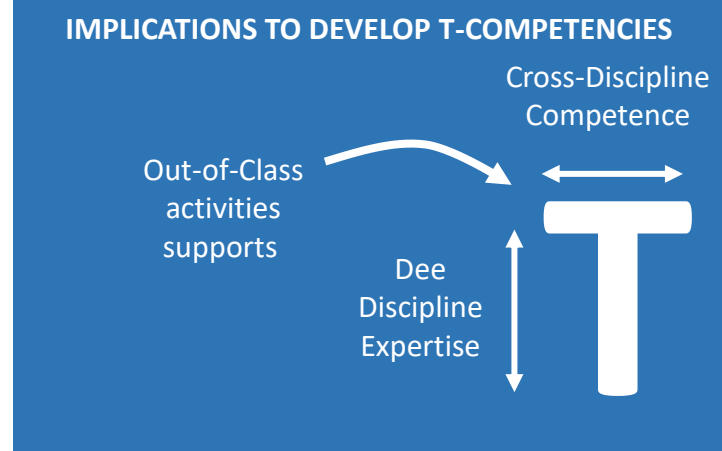 IMPLICATIONS TO DEVELOP T-COMPETENCIES
Cross-Discipline
Competence
Out-of-Class
activities
supports
Dee
Discipline
Expertise